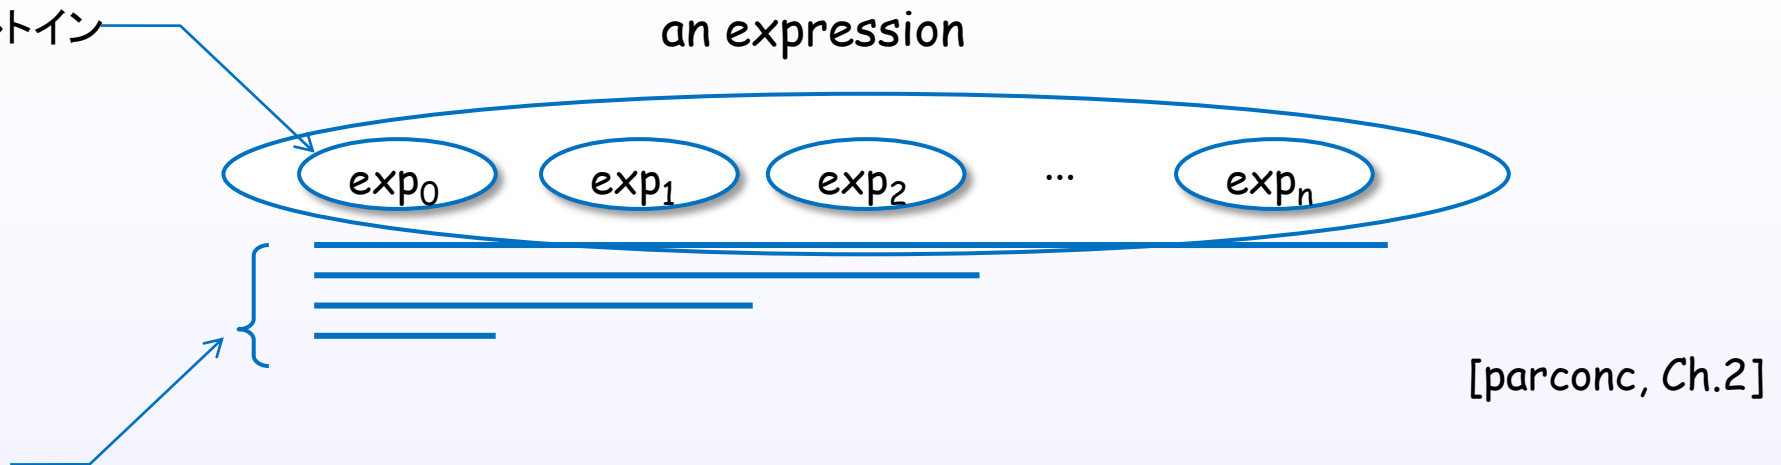 トイン
an expression
exp₀ exp₁ exp₂ ... expₙ
[parconc, Ch.2]